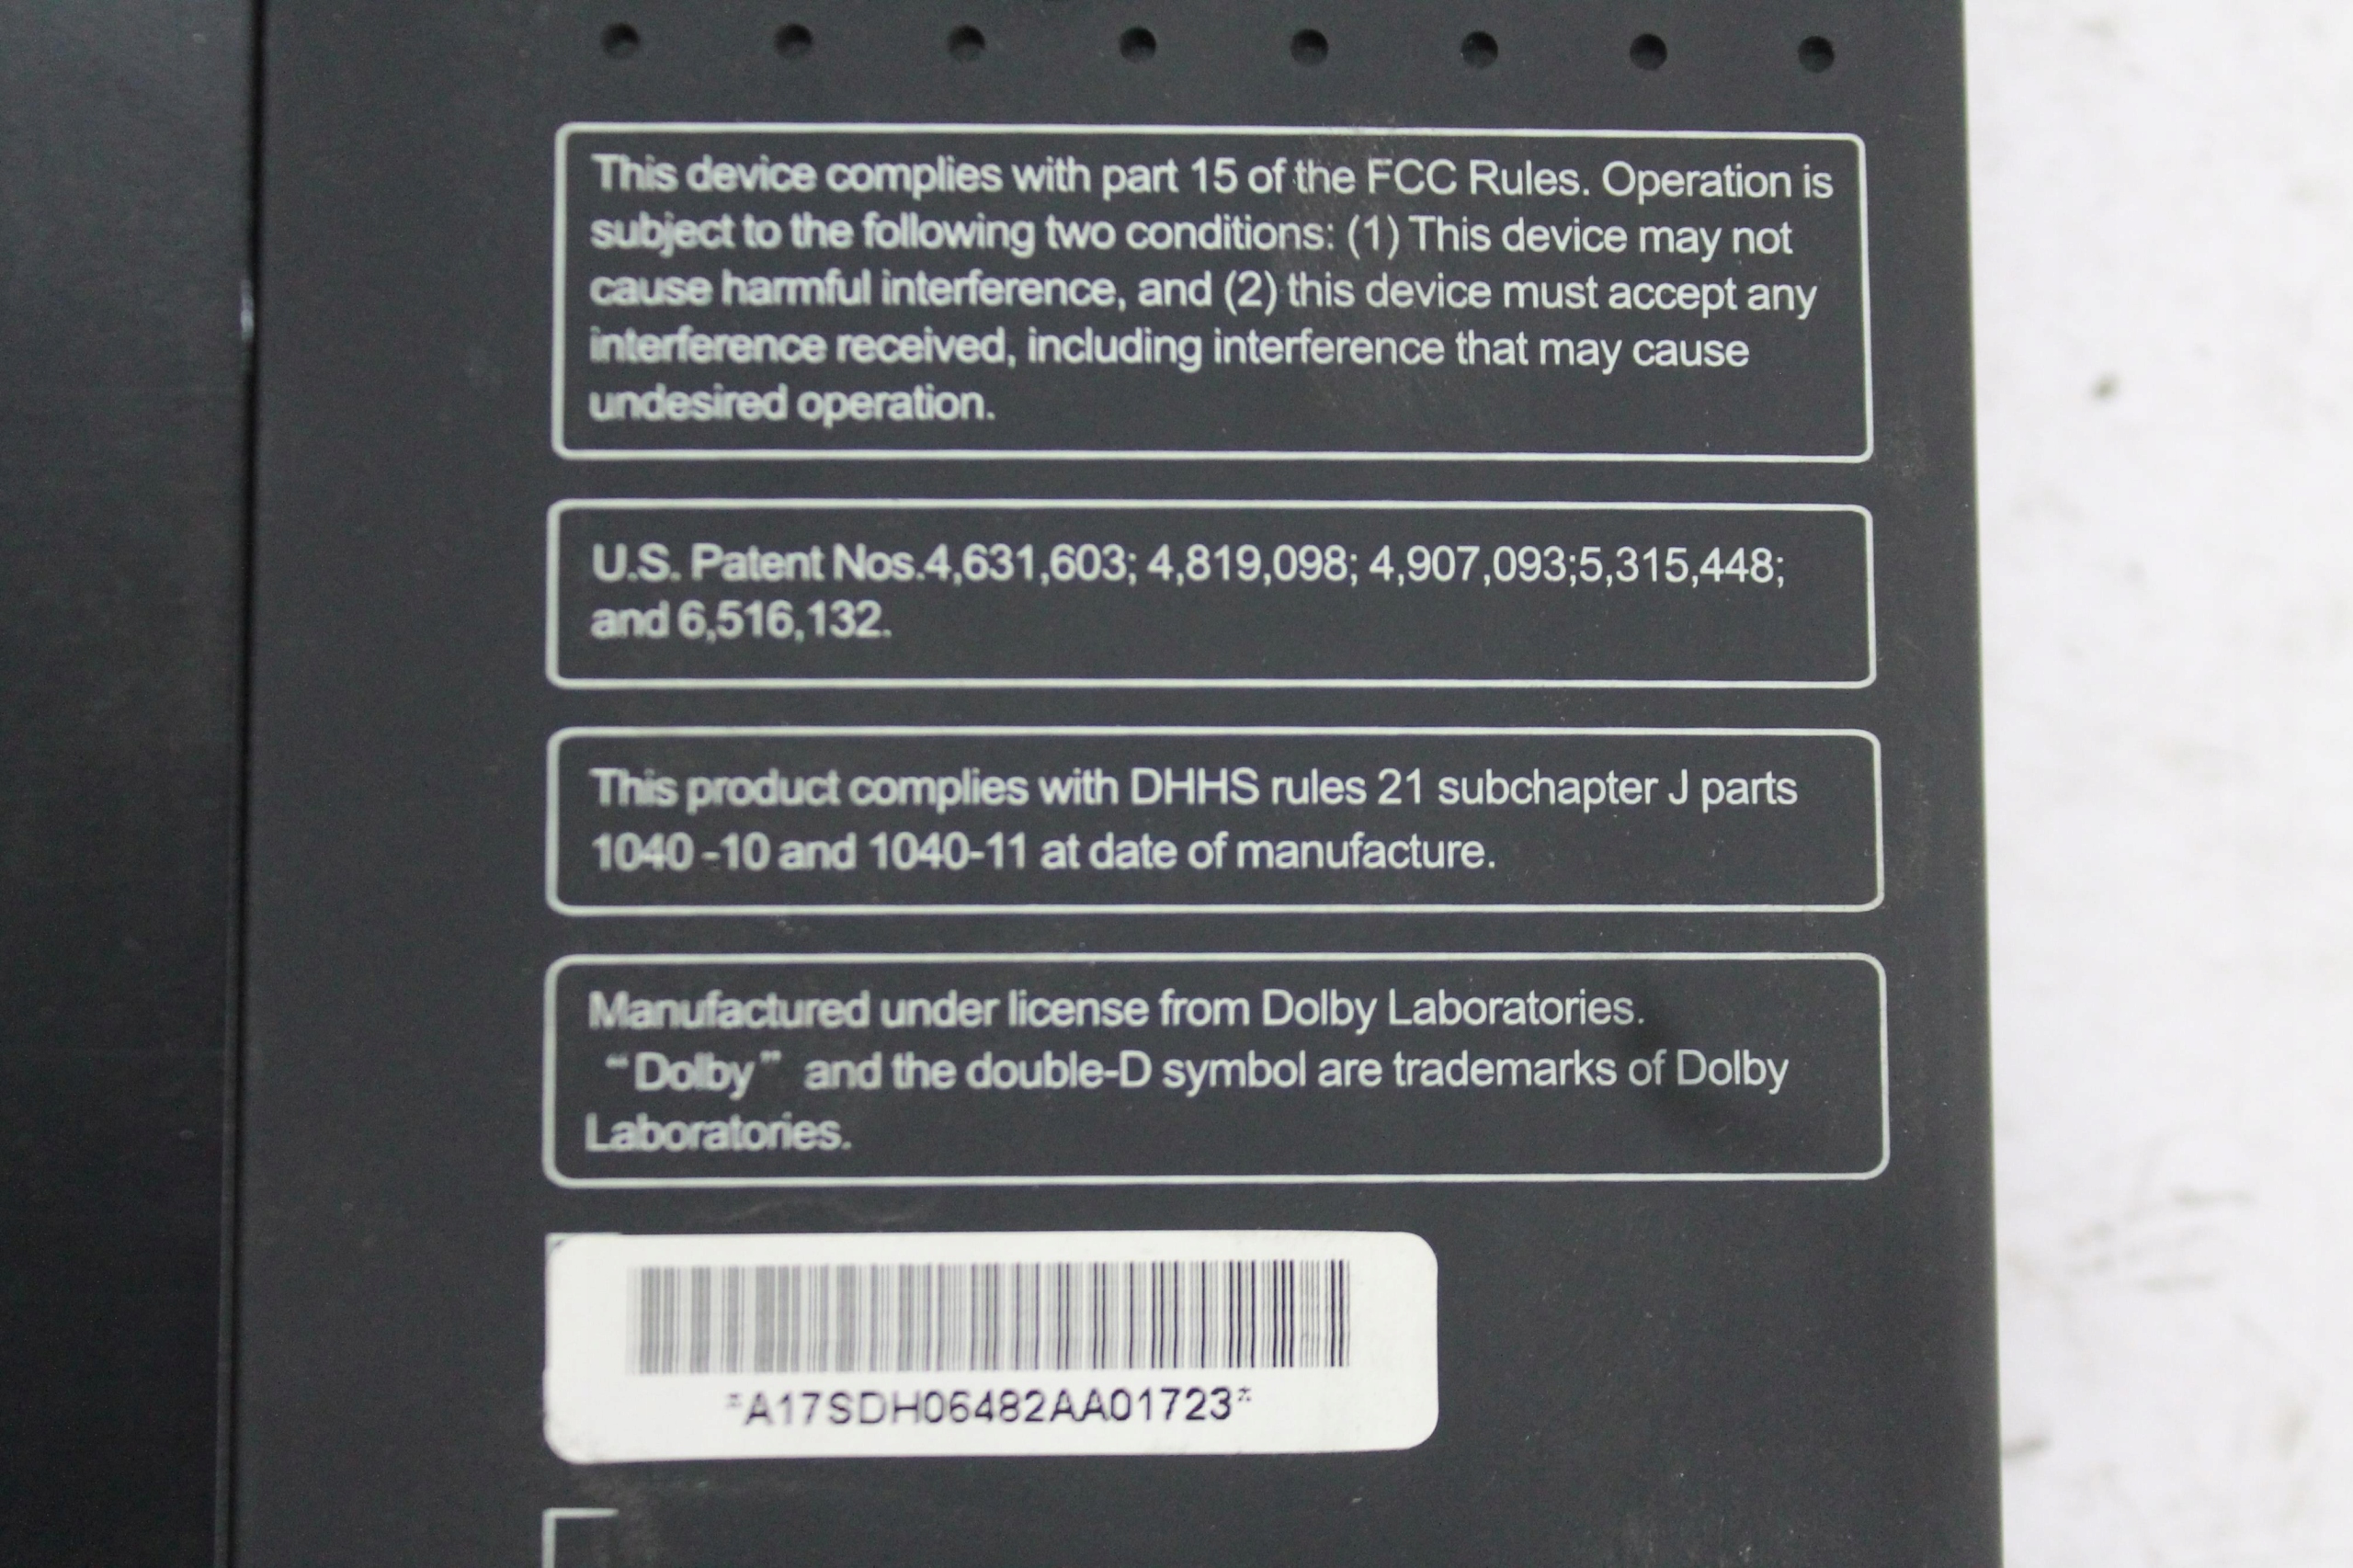 This device complies with part 15 of the FCC Rules. Operation is
subject to the following two conditions: (1) This device may not
cause harmful interference, and (2) this device must accept any
interference received, including interference that may cause
undesired operation.
U.S. Patent Nos.4,631,603; 4,819,098; 4,907,093;5,315,448;
and 6,516,132.
This product complies with DHHS rules 21 subchapter J parts
1040 -10 and 1040-11 at date of manufacture.
Manufactured under license from Dolby Laboratories.
“Dolby” and the double-D symbol are trademarks of Dolby
Laboratories.
*A17SDH06482AA01723*